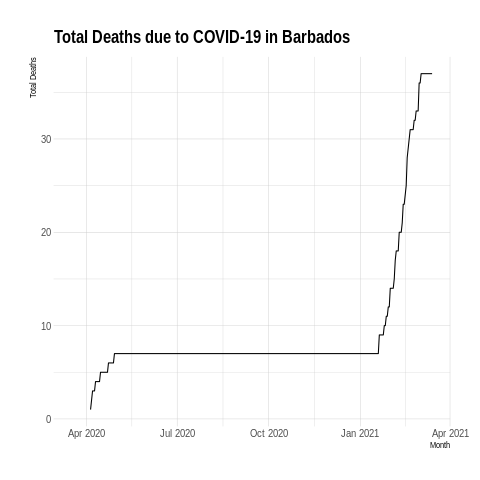 Total Deaths due to COVID-19 in Barbados
Total Deaths
30
20
10
0
Apr 2020 Jul 2020 Oct 2020 Jan 2021 Apr 2021
Month